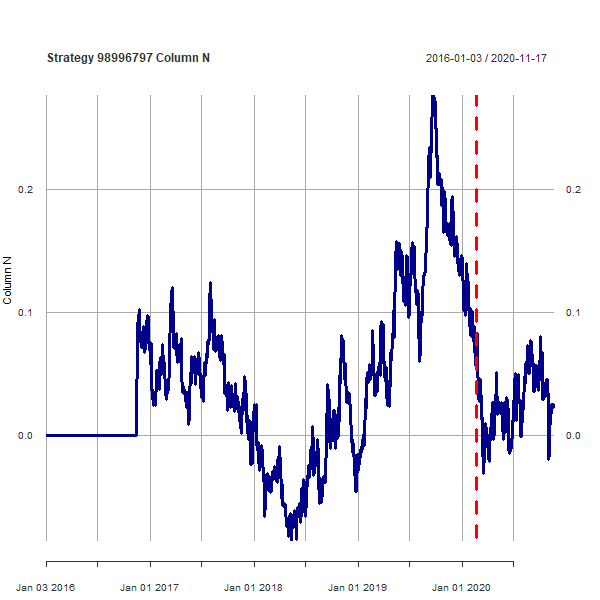 Strategy 98996797 Column N
2016-01-03 / 2020-11-17
0.2
0.2
0.1
0.1
0.0
0.0
Column N
Jan 03 2016
Jan 01 2017
Jan 01 2018
Jan 01 2019
Jan 01 2020